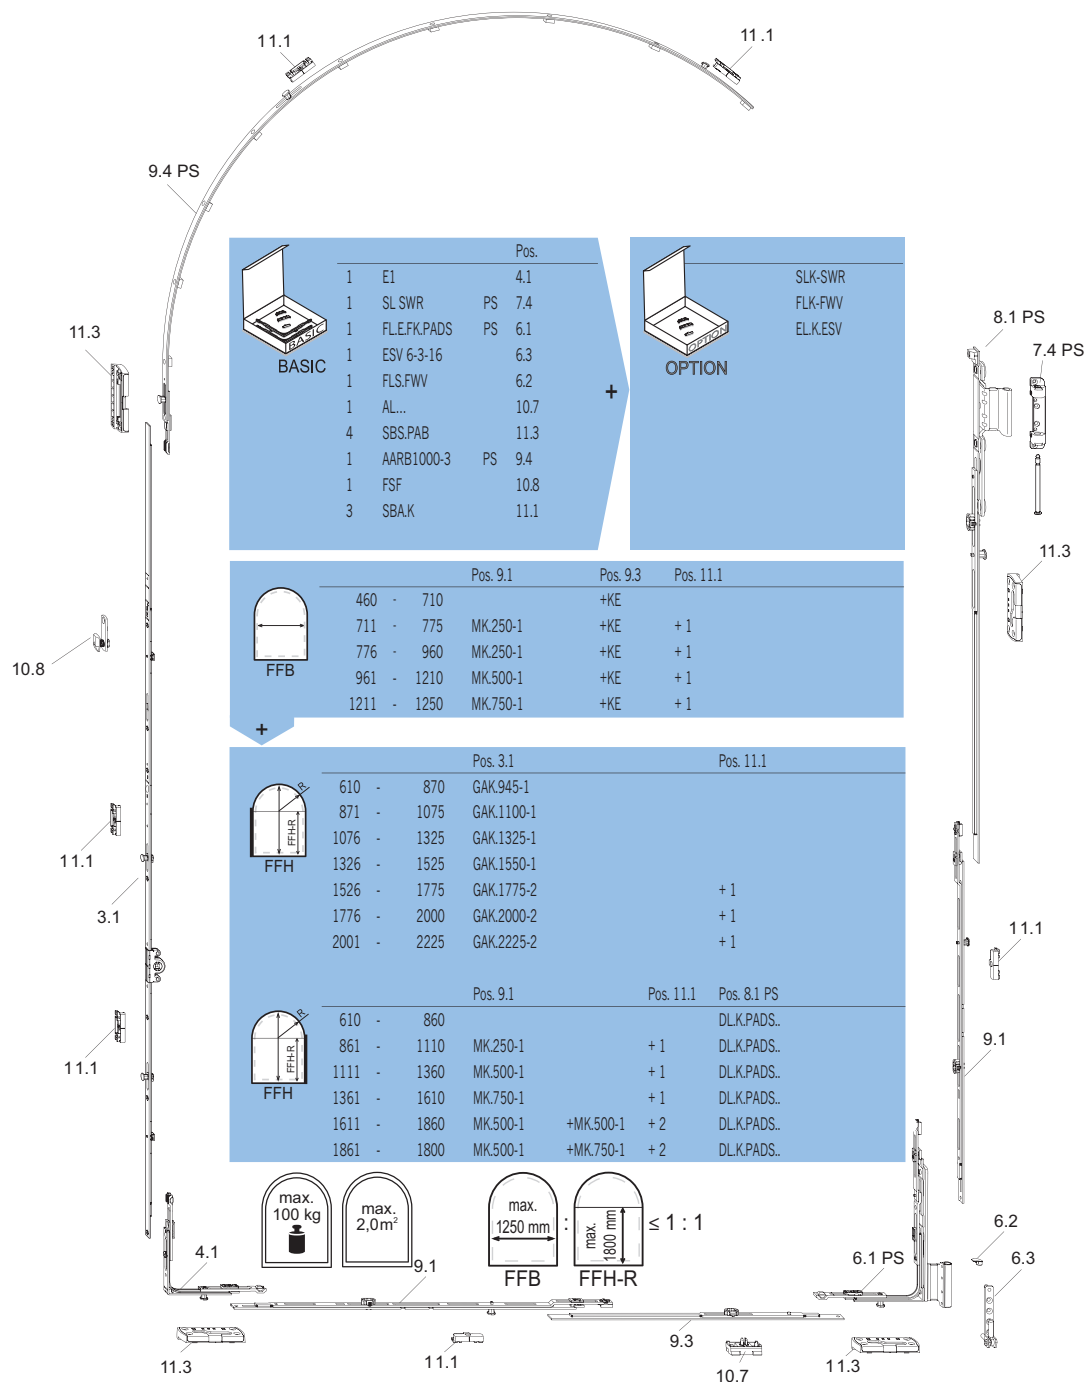 11.1
11.1
9.4 PS
Pos.
1 E1 4.1
1 SL SWR PS 7.4
1 FL.E.FK.PADS PS 6.1
1 ESV 6-3-16 6.3
1 FLS.FWV 6.2
1 AL... 10.7
4 SBS.PAB 11.3
1 AARB1000-3 PS 9.4
1 FSF 10.8
3 SBA.K 11.1
BASIC
BASIC
+
SLK-SWR
FLK-FWV
EL.K.ESV
OPTION
OPTION
8.1 PS
7.4 PS
11.3
11.3
Pos. 9.1 Pos. 9.3 Pos. 11.1
460 - 710 +KE
711 - 775 MK.250-1 +KE + 1
776 - 960 MK.250-1 +KE + 1
961 - 1210 MK.500-1 +KE + 1
1211 - 1250 MK.750-1 +KE + 1
FFB
+
10.8
Pos. 3.1 Pos. 11.1
610 - 870 GAK.945-1
871 - 1075 GAK.1100-1
1076 - 1325 GAK.1325-1
1326 - 1525 GAK.1550-1
1526 - 1775 GAK.1775-2 + 1
1776 - 2000 GAK.2000-2 + 1
2001 - 2225 GAK.2225-2 + 1
R
FFH-R
FFH
11.1
3.1
11.1
Pos. 9.1 Pos. 11.1 Pos. 8.1 PS
610 - 860 DL.K.PADS..
861 - 1110 MK.250-1 + 1 DL.K.PADS..
1111 - 1360 MK.500-1 + 1 DL.K.PADS..
1361 - 1610 MK.750-1 + 1 DL.K.PADS..
1611 - 1860 MK.500-1 +MK.500-1 + 2 DL.K.PADS..
1861 - 1800 MK.500-1 +MK.750-1 + 2 DL.K.PADS..
R
FFH-R
FFH
11.1
9.1
max.
100 kg
max.
2,0m²
max.
1250 mm
FFB
:
max.
1800 mm
FFH-R
≤ 1 : 1
4.1
9.1
6.1 PS
6.2
6.3
11.3
11.1
9.3
10.7
11.3